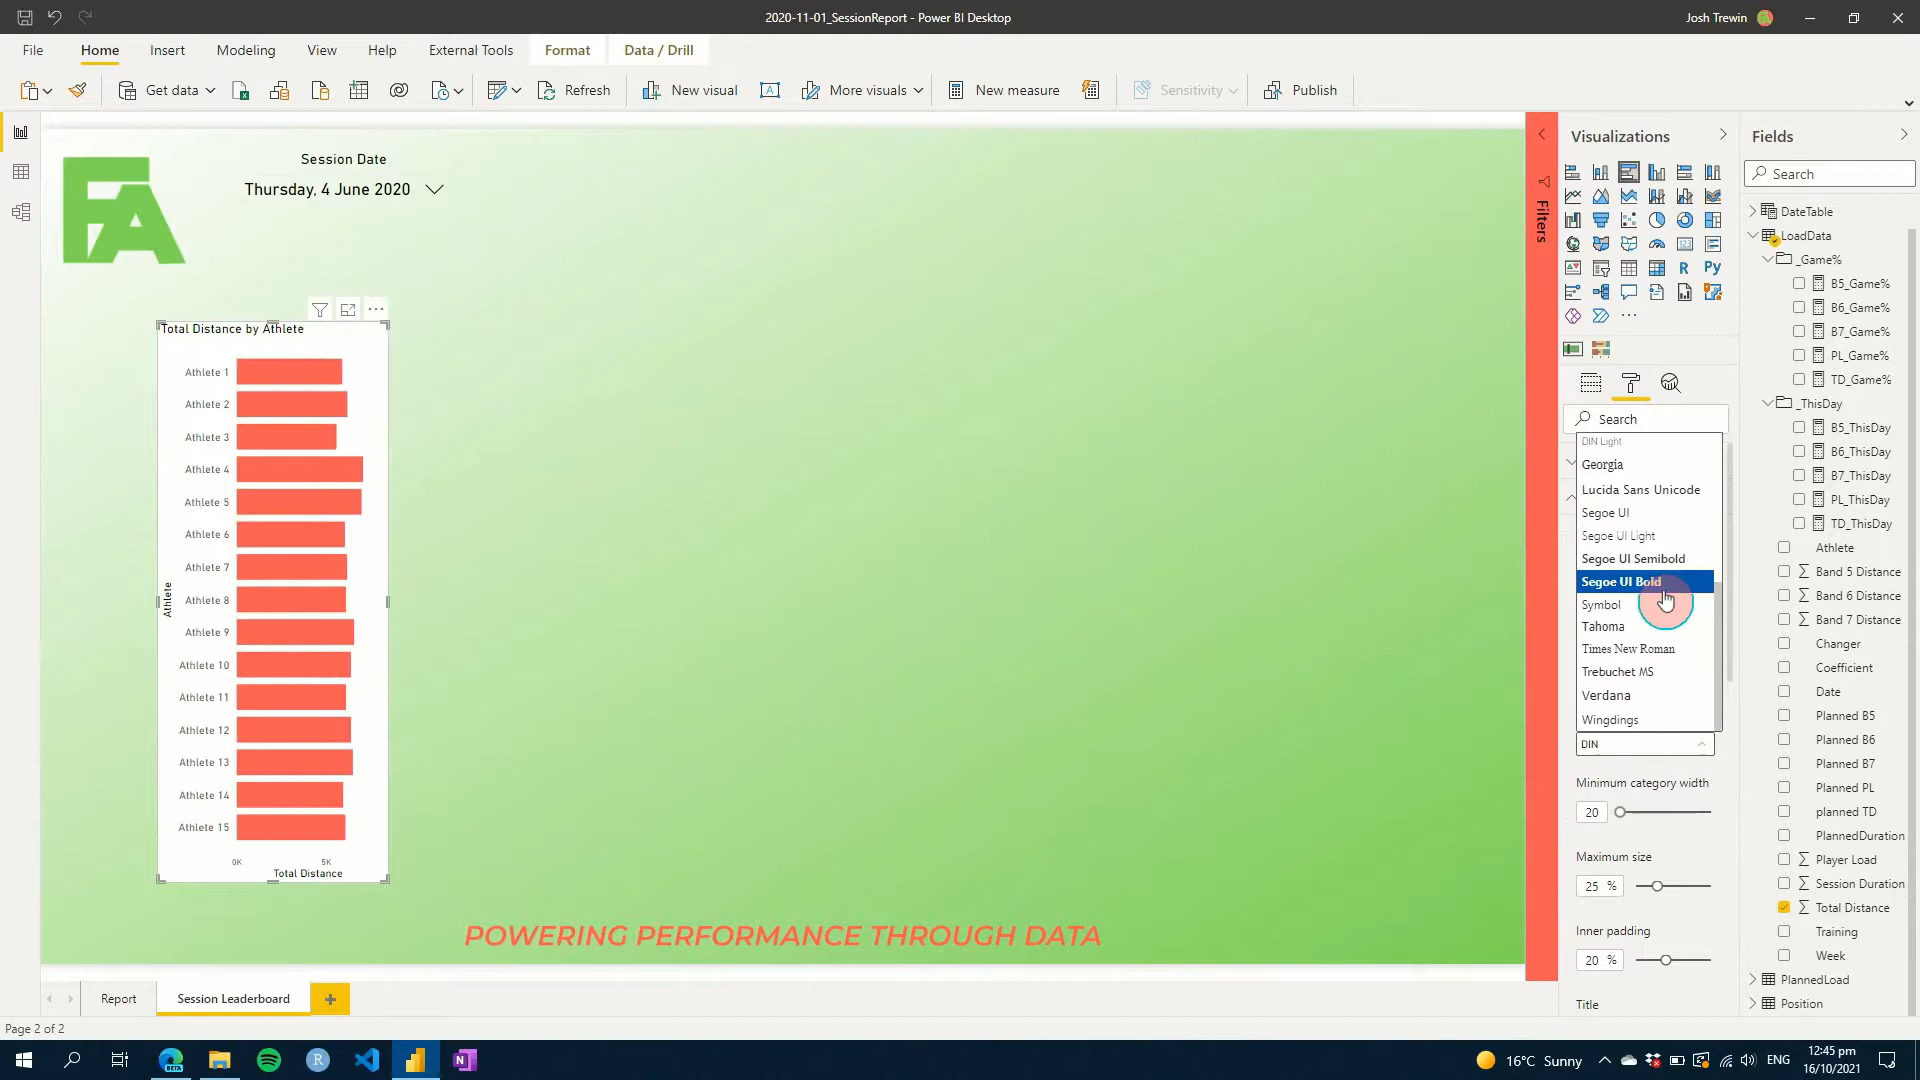 2020-11-01_SessionReport - Power BI Desktop
Josh Trewin
File
Home
Insert
Modeling
View
Help
External Tools
Format
Data / Drill
Get data
Refresh
New visual
More visuals
New measure
Sensitivity
Publish
FA
Session Date
Thursday, 4 June 2020
Total Distance by Athlete
Athlete 1
Athlete 2
Athlete 3
Athlete 4
Athlete 5
Athlete 6
Athlete 7
Athlete 8
Athlete 9
Athlete 10
Athlete 11
Athlete 12
Athlete 13
Athlete 14
Athlete 15
Athlete
0K
5K
Total Distance
POWERING PERFORMANCE THROUGH DATA
Filters
Visualizations
R
Py
123
Search
DIN Light
Georgia
Lucida Sans Unicode
Segoe UI
Segoe UI Light
Segoe UI Semibold
Segoe UI Bold
Symbol
Tahoma
Times New Roman
Trebuchet MS
Verdana
Wingdings
DIN
Minimum category width
20
Maximum size
25 %
Inner padding
20 %
Title
Fields
Search
DateTable
LoadData
_Game%
B5_Game%
B6_Game%
B7_Game%
PL_Game%
TD_Game%
_ThisDay
B5_ThisDay
B6_ThisDay
B7_ThisDay
PL_ThisDay
TD_ThisDay
Athlete
Band 5 Distance
Band 6 Distance
Band 7 Distance
Changer
Coefficient
Date
Planned B5
Planned B6
Planned B7
Planned PL
planned TD
PlannedDuration
Player Load
Session Duration
Total Distance
Training
Week
PlannedLoad
Position
Report
Session Leaderboard
Page 2 of 2
BETA
R
N
16°C Sunny
ENG
12:45 pm
16/10/2021